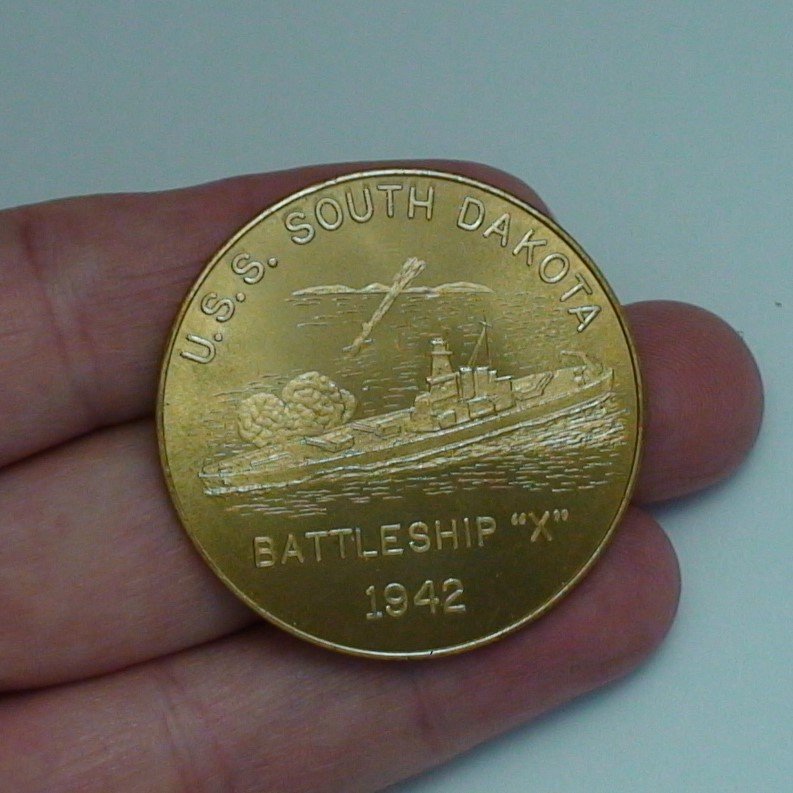 U.S.S. SOUTH DAKOTA
BATTLESHIP "X"
1942